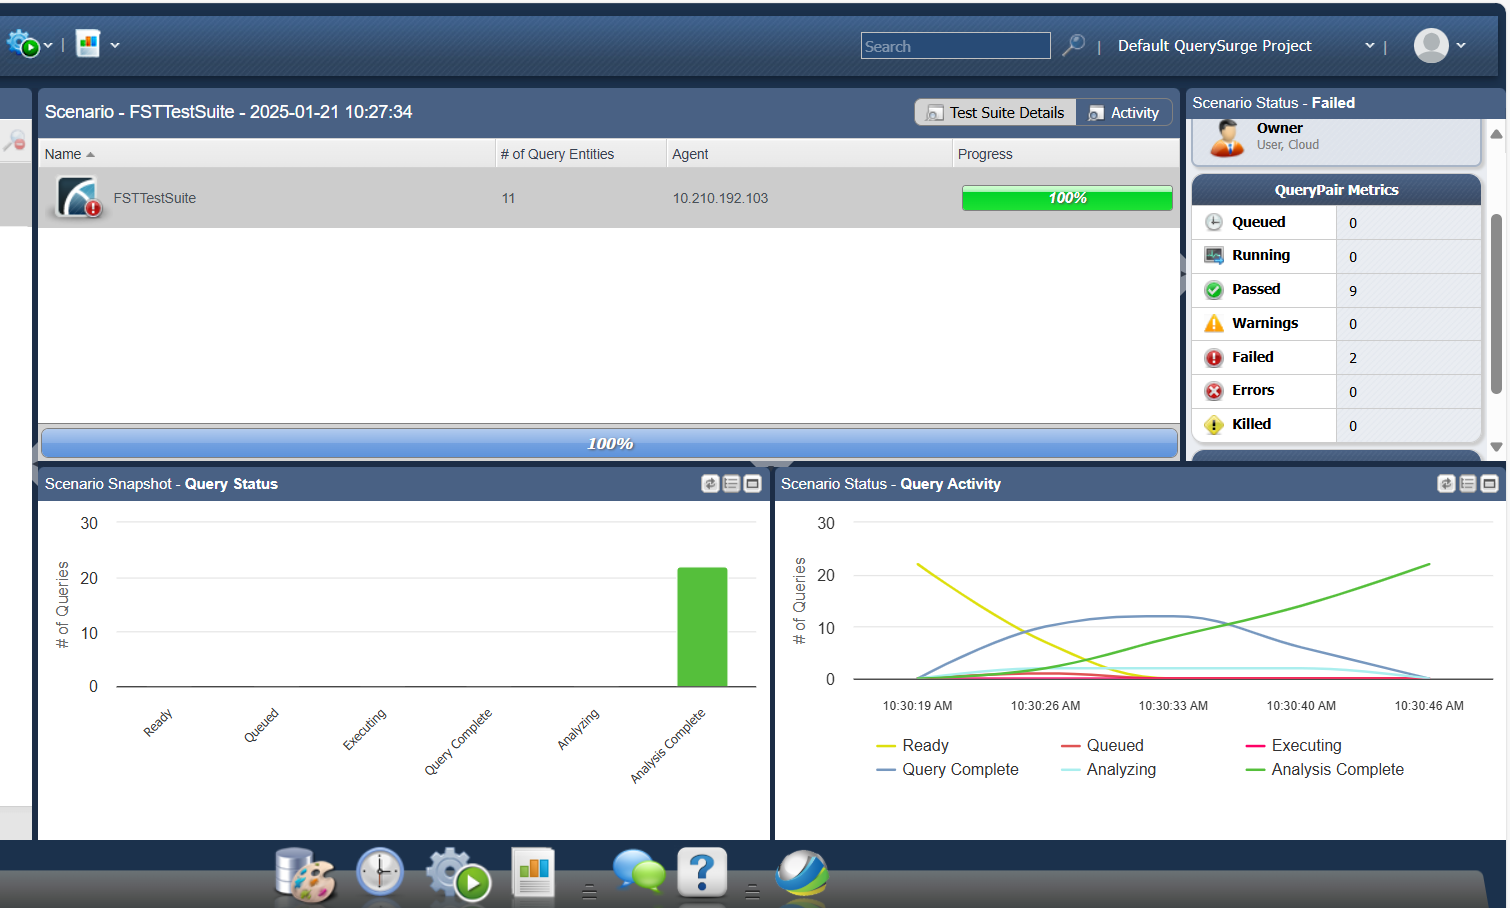 Search
Default QuerySurge Project
Scenario - FSTTestSuite - 2025-01-21 10:27:34
Test Suite Details
Activity
Name
# of Query Entities
Agent
Progress
FSTTestSuite
11
10.210.192.103
100%
100%
Scenario Status - Failed
Owner
User, Cloud
QueryPair Metrics
Queued
0
Running
0
Passed
9
Warnings
0
Failed
2
Errors
0
Killed
0
Scenario Snapshot - Query Status
30
20
10
0
# of Queries
Ready
Queued
Executing
Query Complete
Analyzing
Analysis Complete
Scenario Status - Query Activity
30
20
10
0
# of Queries
10:30:19 AM
10:30:26 AM
10:30:33 AM
10:30:40 AM
10:30:46 AM
Ready
Queued
Executing
Query Complete
Analyzing
Analysis Complete